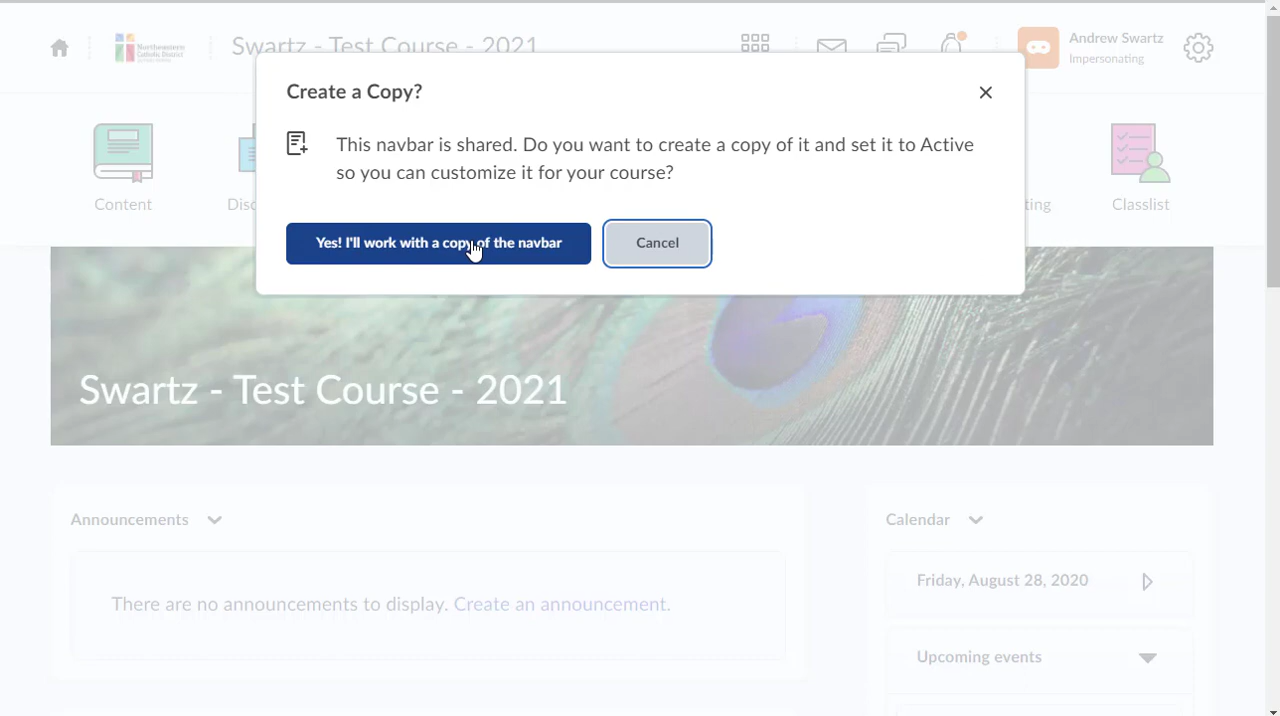 Swartz - Test Course - 2021
Andrew Swartz
Impersonating
Create a Copy?
This navbar is shared. Do you want to create a copy of it and set it to Active
so you can customize it for your course?
Yes! I'll work with a copy of the navbar
Cancel
Content
Classlist
Swartz - Test Course - 2021
Announcements
There are no announcements to display. Create an announcement.
Calendar
Friday, August 28, 2020
Upcoming events